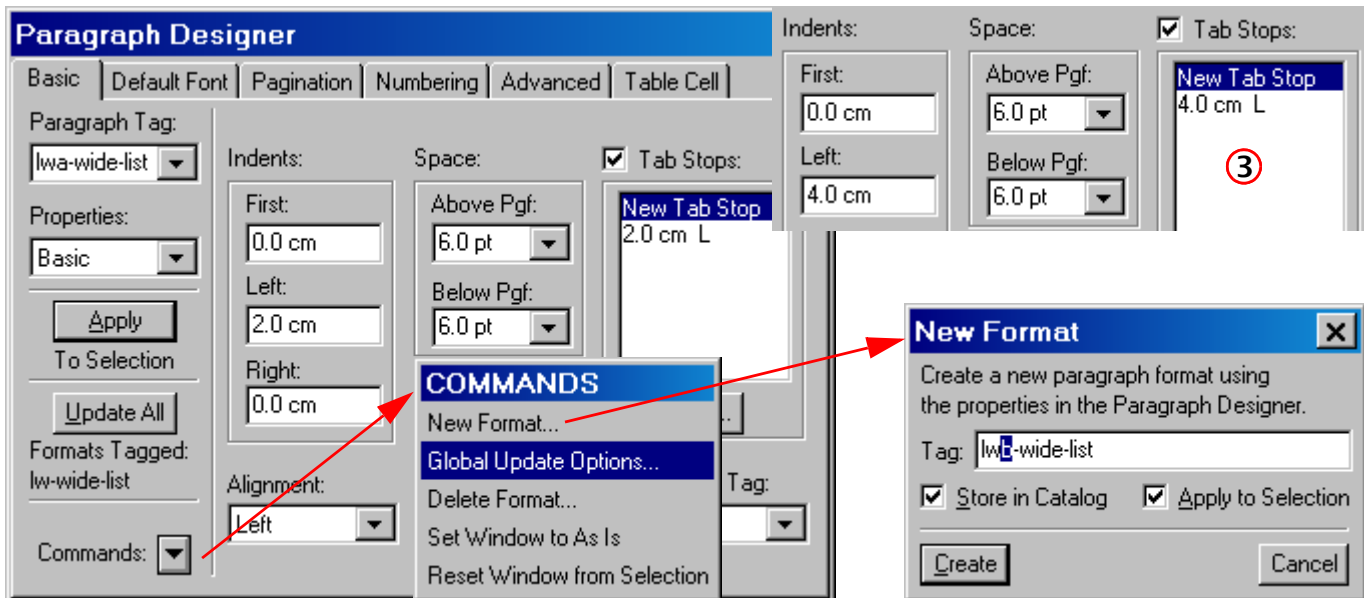 Paragraph Designer
Basic Default Font Pagination Numbering Advanced Table Cell
Paragraph Tag:
lwa-wide-list
Properties:
Basic
Apply
To Selection
Update All
Formats Tagged:
lw-wide-list
Commands:
Indents:
First:
0.0 cm
Left:
2.0 cm
Right:
0.0 cm
Alignment:
Left
Space:
Above Pgf:
6.0 pt
Below Pgf:
6.0 pt
Tab Stops:
New Tab Stop
2.0 cm L
..
Tag:
COMMANDS
New Format...
Global Update Options...
Delete Format...
Set Window to As Is
Reset Window from Selection
Indents:
First:
0.0 cm
Left:
4.0 cm
Space:
Above Pgf:
6.0 pt
Below Pgf:
6.0 pt
Tab Stops:
New Tab Stop
4.0 cm L
3
New Format
Create a new paragraph format using
the properties in the Paragraph Designer.
Tag: lwb-wide-list
Store in Catalog Apply to Selection
Create Cancel